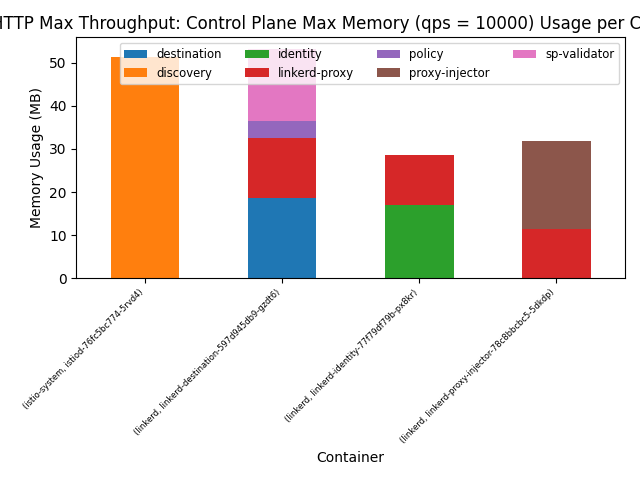 HTTP Max Throughput: Control Plane Max Memory (qps = 10000) Usage per C
destination
identity
policy
sp-validator
discovery
linkerd-proxy
proxy-injector
Memory Usage (MB)
50
40
30
20
10
0
(istio-system, istiod-76fc5bc774-5rvd4)
(linkerd, linkerd-destination-597d945db9-gzdf6)
(linkerd, linkerd-identity-77f79df79b-px8kr)
(linkerd, linkerd-proxy-injector-78c8bbcbc5-5dkdp)
Container